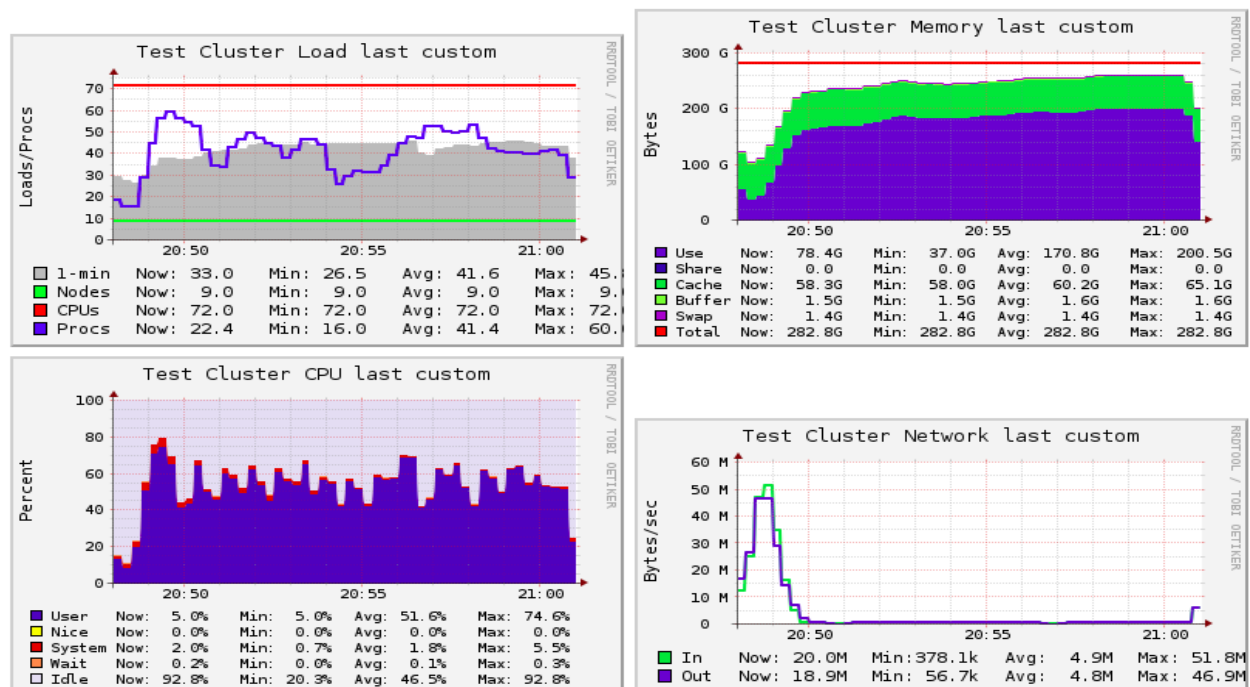 Test Cluster Load last custom
RRDTOOL / TOBI OETIKER
Loads/Procs
70
60
50
40
30
20
10
0
20:50 20:55 21:00
1-min Now: 33.0 Min: 26.5 Avg: 41.6 Max: 45.8
Nodes Now: 9.0 Min: 9.0 Avg: 9.0 Max: 9.
CPUs Now: 72.0 Min: 72.0 Avg: 72.0 Max: 72.
Procs Now: 22.4 Min: 16.0 Avg: 41.4 Max: 60.
Test Cluster Memory last custom
RRDTOOL / TOBI OETIKER
Bytes
300 G
200 G
100 G
0
20:50 20:55 21:00
Use Now: 78.4G Min: 37.0G Avg: 170.8G Max: 200.5G
Share Now: 0.0 Min: 0.0 Avg: 0.0 Max: 0.0
Cache Now: 58.3G Min: 58.0G Avg: 60.2G Max: 65.1G
Buffer Now: 1.5G Min: 1.5G Avg: 1.6G Max: 1.6G
Swap Now: 1.4G Min: 1.4G Avg: 1.4G Max: 1.4G
Total Now: 282.8G Min: 282.8G Avg: 282.8G Max: 282.8G
Test Cluster CPU last custom
RRDTOOL / TOBI OETIKER
Percent
100
80
60
40
20
0
20:50 20:55 21:00
User Now: 5.0% Min: 5.0% Avg: 51.6% Max: 74.6%
Nice Now: 0.0% Min: 0.0% Avg: 0.0% Max: 0.0%
System Now: 2.0% Min: 0.7% Avg: 1.8% Max: 5.5%
Wait Now: 0.2% Min: 0.0% Avg: 0.1% Max: 0.3%
Idle Now: 92.8% Min: 20.3% Avg: 46.5% Max: 92.8%
Test Cluster Network last custom
RRDTOOL / TOBI OETIKER
Bytes/sec
60 M
50 M
40 M
30 M
20 M
10 M
0
20:50 20:55 21:00
In Now: 20.0M Min:378.1k Avg: 4.9M Max: 51.8M
Out Now: 18.9M Min: 56.7k Avg: 4.8M Max: 46.9M